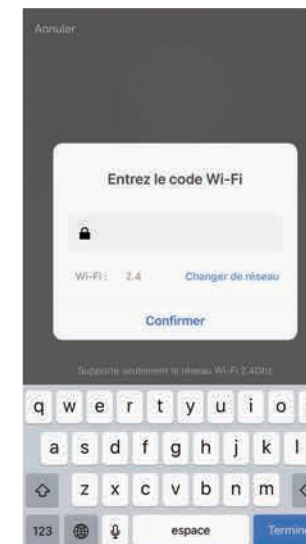 Annuler
Entrez le code Wi-Fi
Wi-Fi : 2.4 Changer de réseau
Confirmer
Supporte seulement le réseau Wi-Fi 2.4Ghz
q w e r t y u i o
a s d f g h j k l
z x c v b n m
123 espace Termine